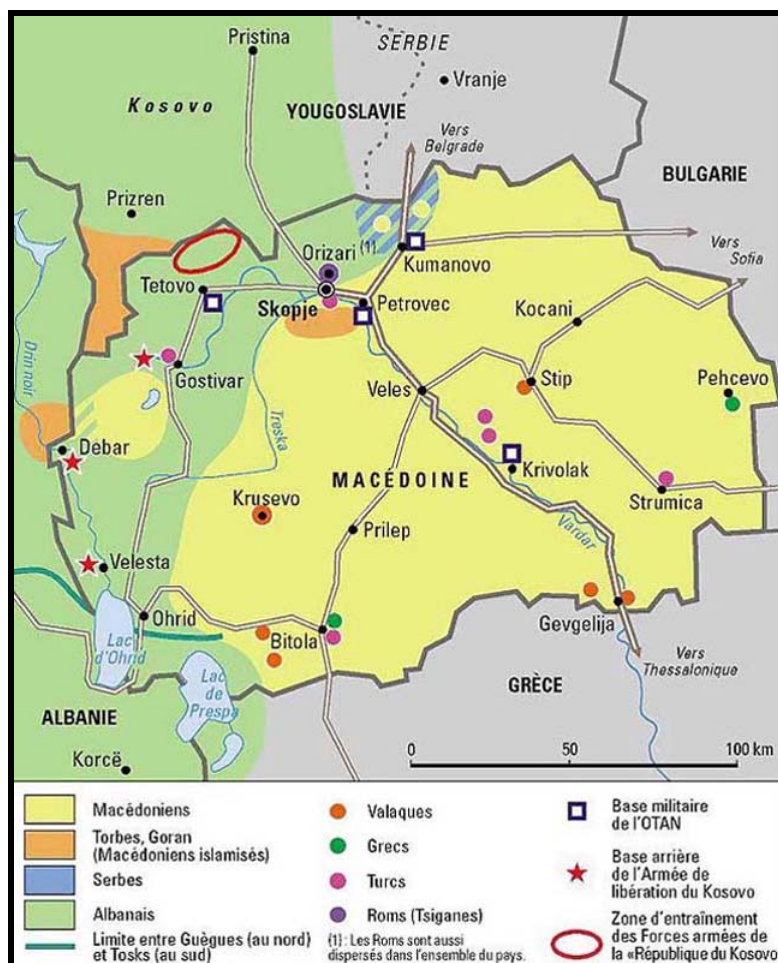 Pristina
SERBIE
Vranje
Kosovo
YOUGOSLAVIE
Vers
Belgrade
BULGARIE
Prizren
Orizari (1)
Kumanovo
Vers
Sofia
Tetovo
Skopje
Petrovec
Kocani
Drin noir
Gostivar
Treska
Veles
Stip
Pehcevo
Debar
MACÉDOINE
Krivolak
Krusevo
Strumica
Prilep
Vardar
Velesta
Ohrid
Lac
d'Ohrid
Bitola
Gevgelija
Lac
de
Prespa
Vers
Thessalonique
GRÈCE
ALBANIE
Korcë
0 50 100 km
Macédoniens
Torbes, Goran
(Macédoniens islamisés)
Serbes
Albanais
Limite entre Guègues (au nord)
et Tosks (au sud)
Valaques
Grecs
Turcs
Roms (Tsiganes)
(1) : Les Roms sont aussi
dispersés dans l'ensemble du pays.
Base militaire
de l'OTAN
Base arrière
de l'Armée de
libération du Kosovo
Zone d'entraînement
des Forces armées de
la «République du Kosovo